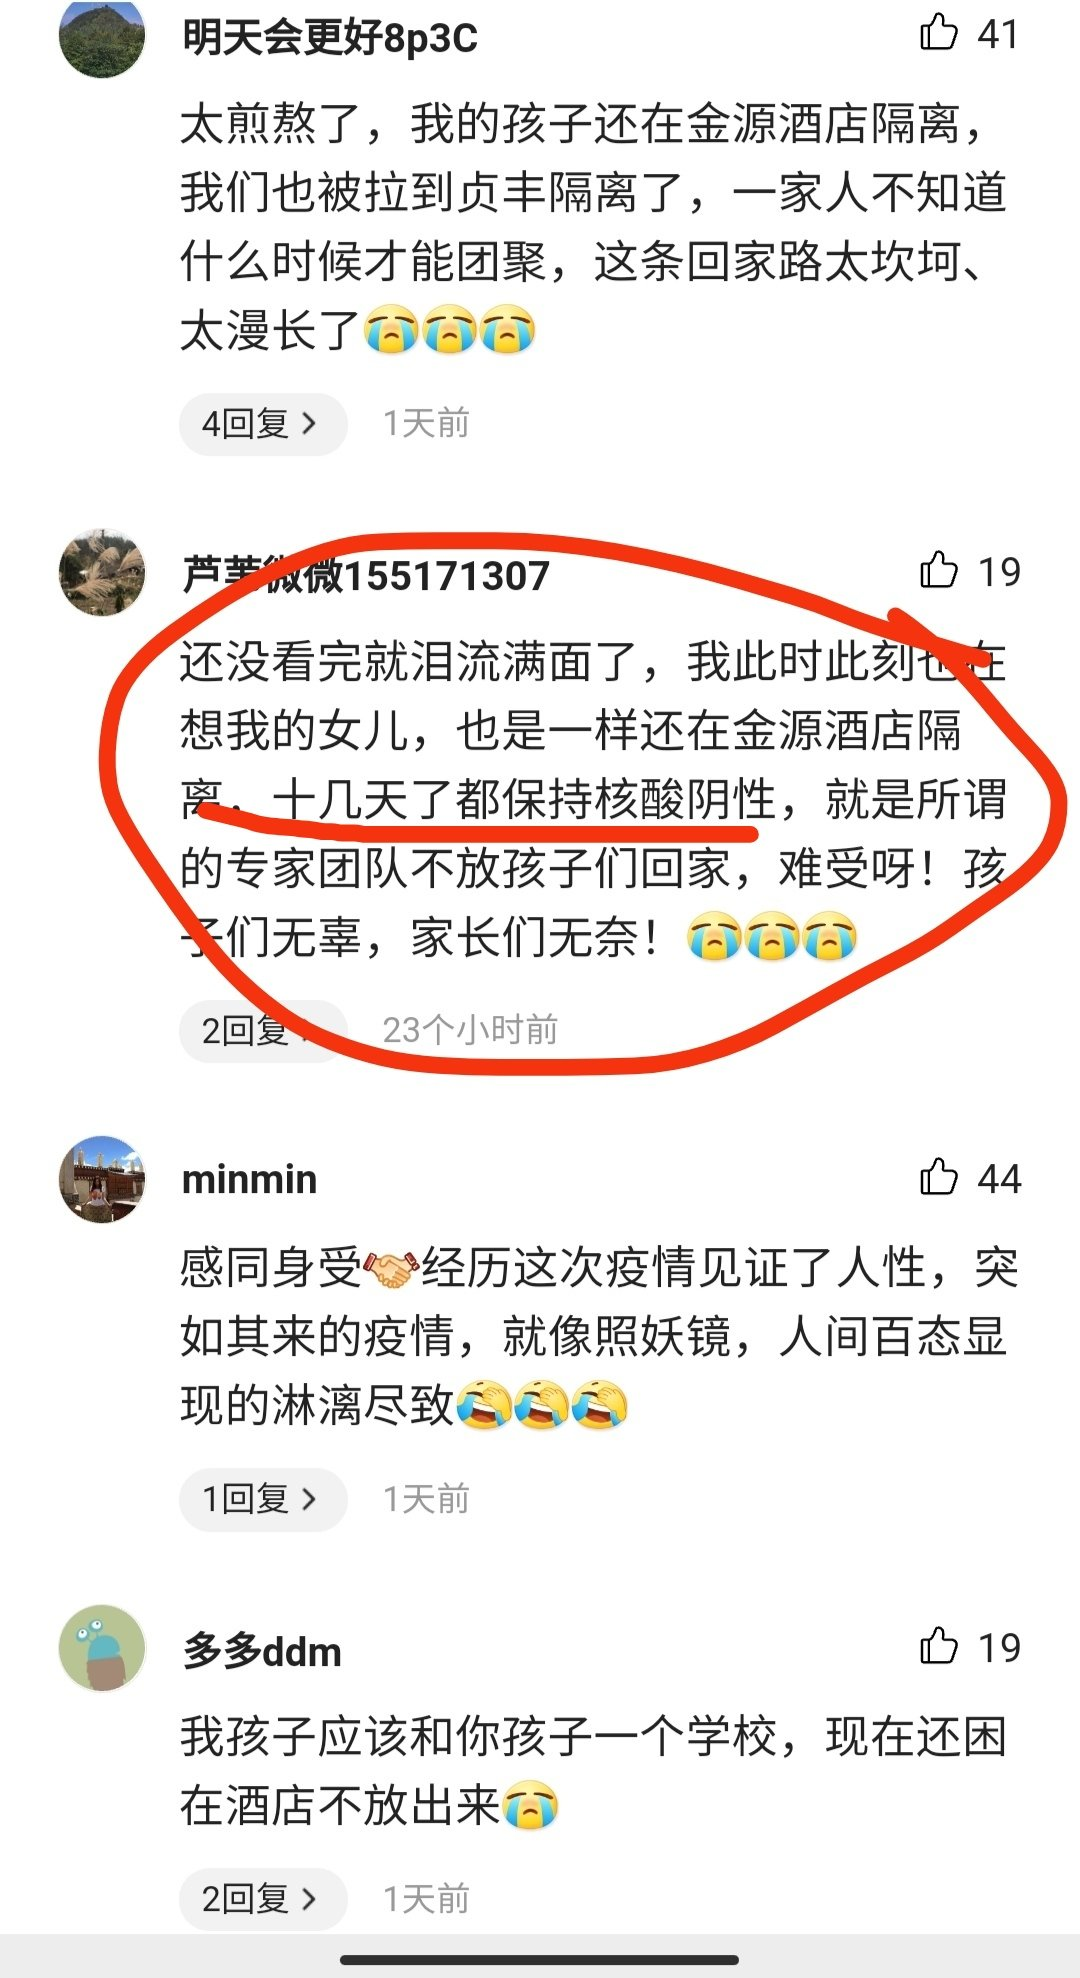 明天会更好8p3C
41
太煎熬了，我的孩子还在金源酒店隔离，
我们也被拉到贞丰隔离了，一家人不知道
什么时候才能团聚，这条回家路太坎坷、
太漫长了😭😭😭
4回复 >
1天前
芦苇微微155171307
19
还没看完就泪流满面了，我此时此刻也在
想我的女儿，也是一样还在金源酒店隔
离，十几天了都保持核酸阴性，就是所谓
的专家团队不放孩子们回家，难受呀！孩
子们无辜，家长们无奈！😭😭😭
2回复 >
23个小时前
minmin
44
感同身受🤝经历这次疫情见证了人性，突
如其来的疫情，就像照妖镜，人间百态显
现的淋漓尽致🤣🤣🤣
1回复 >
1天前
多多ddm
19
我孩子应该和你孩子一个学校，现在还困
在酒店不放出来😭
2回复 >
1天前